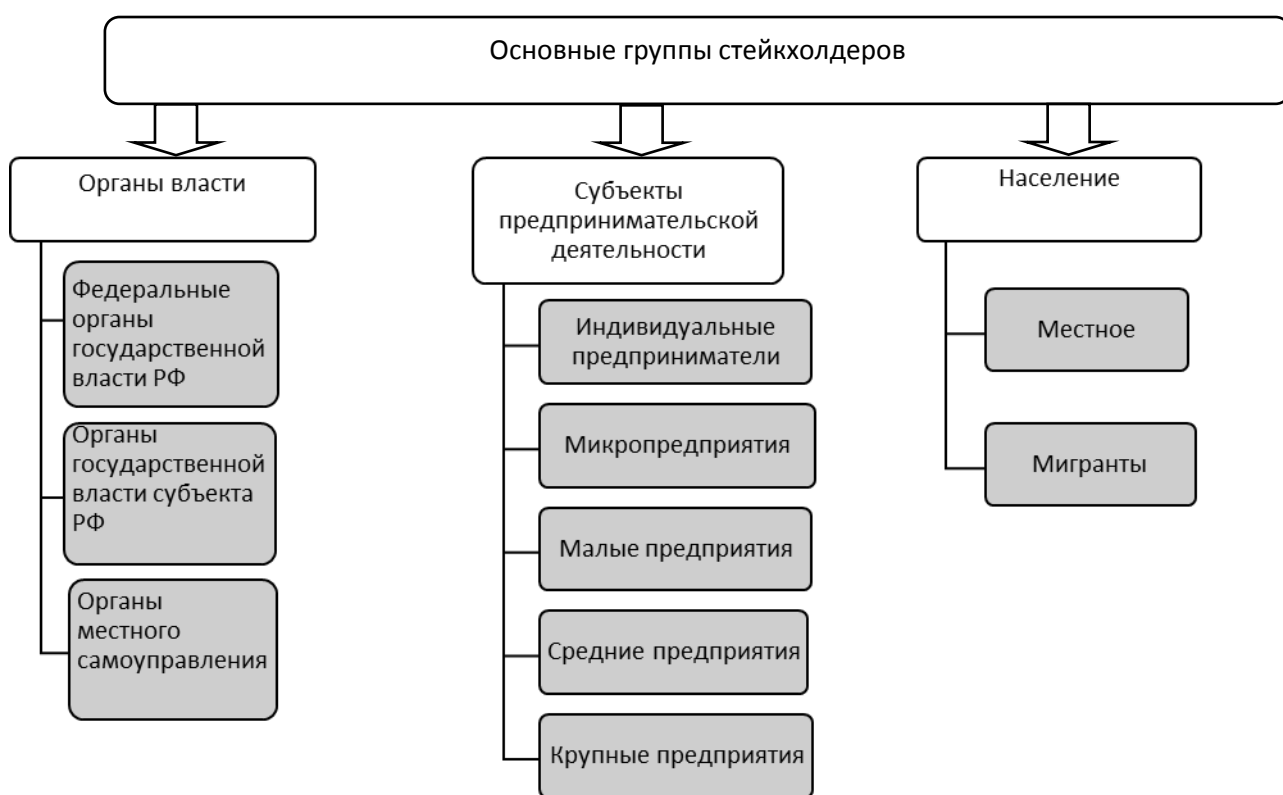 Основные группы стейкхолдеров
Органы власти
Федеральные
органы
государственной
власти РФ
Органы
государственной
власти субъекта
РФ
Органы
местного
самоуправления
Субъекты
предпринимательской
деятельности
Индивидуальные
предприниматели
Микропредприятия
Малые предприятия
Средние предприятия
Крупные предприятия
Население
Местное
Мигранты